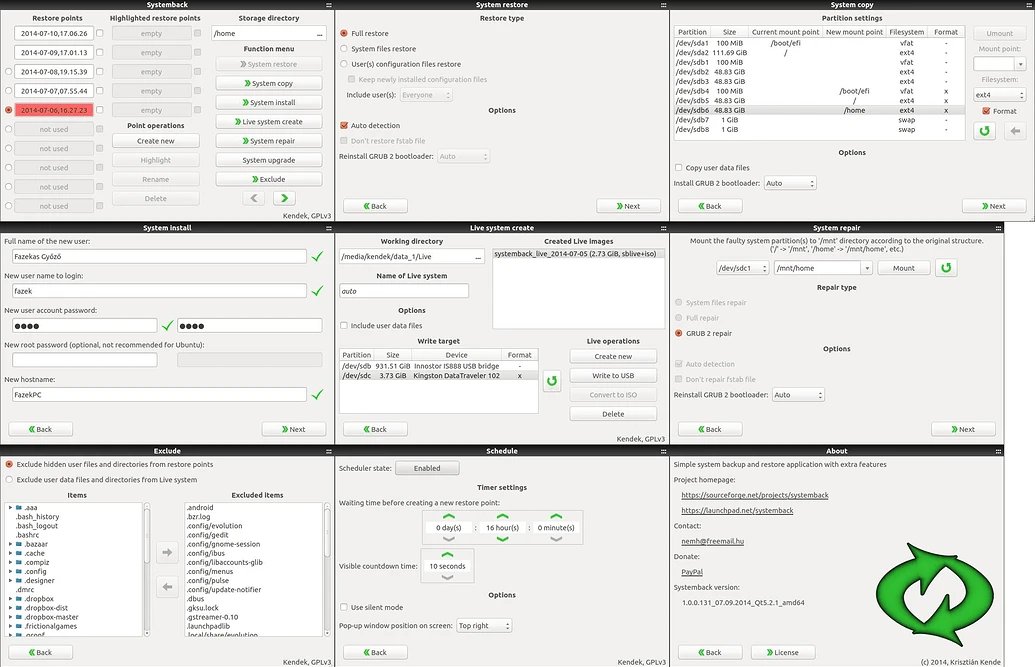 Systemback
Restore points
Highlighted restore points
Storage directory
2014-07-10,17.06.26
empty
/home
...
2014-07-09,17.01.13
empty
Function menu
2014-07-08,19.15.39
empty
System restore
2014-07-07,07.55.44
empty
System copy
2014-07-06,16.27.23
empty
System install
not used
Point operations
Live system create
not used
Create new
System repair
not used
Highlight
System upgrade
not used
Rename
Exclude
not used
Delete
Kendek, GPLv3
System restore
Restore type
Full restore
System files restore
User(s) configuration files restore
Keep newly installed configuration files
Include user(s):
Everyone
Options
Auto detection
Don't restore fstab file
Reinstall GRUB 2 bootloader:
Auto
Back
Next
System copy
Partition settings
Partition Size Current mount point New mount point Filesystem Format
/dev/sda1 100 MiB /boot/efi vfat -
/dev/sda2 111.69 GiB / ext4 -
/dev/sdb1 100 MiB vfat -
/dev/sdb2 48.83 GiB ext4 -
/dev/sdb3 48.83 GiB ext4 -
/dev/sdb4 100 MiB /boot/efi vfat x
/dev/sdb5 48.83 GiB / ext4 x
/dev/sdb6 48.83 GiB /home ext4 x
/dev/sdb7 1 GiB swap -
/dev/sdb8 1 GiB swap -
Umount
Mount point:
Filesystem:
ext4
Format
Options
Copy user data files
Install GRUB 2 bootloader:
Auto
Back
Next
System install
Full name of the new user:
Fazekas Győző
New user name to login:
fazek
New user account password:
New root password (optional, not recommended for Ubuntu):
New hostname:
FazekPC
Back
Next
Live system create
Working directory
/media/kendek/data_1/Live
...
Name of Live system
auto
Options
Include user data files
Created Live images
systemback_live_2014-07-05 (2.73 GiB, sblive+iso)
Write target
Partition Size Device Format
/dev/sdb 931.51 GiB Innostor IS888 USB bridge -
/dev/sdc 3.73 GiB Kingston DataTraveler 102 x
Live operations
Create new
Write to USB
Convert to ISO
Delete
Back
Kendek, GPLv3
System repair
Mount the faulty system partition(s) to '/mnt' directory according to the original structure.
('/' -> '/mnt', '/home' -> '/mnt/home', etc.)
/dev/sdc1
/mnt/home
Mount
Repair type
System files repair
Full repair
GRUB 2 repair
Options
Auto detection
Don't repair fstab file
Reinstall GRUB 2 bootloader:
Auto
Back
Next
Exclude
Exclude hidden user files and directories from restore points
Exclude user data files and directories from Live system
Items
.aaa
.bash_history
.bash_logout
.bashrc
.bazaar
.cache
.compiz
.config
.designer
.dmrc
.dropbox
.dropbox-dist
.dropbox-master
.frictionalgames
Excluded items
.android
.bzr.log
.config/evolution
.config/gedit
.config/gnome-session
.config/ibus
.config/libaccounts-glib
.config/menus
.config/pulse
.config/update-notifier
.dbus
.gksu.lock
.gstreamer-0.10
.launchpadlib
.local/share/evolution
Back
Kendek, GPLv3
Schedule
Scheduler state:
Enabled
Timer settings
Waiting time before creating a new restore point:
0 day(s) : 16 hour(s) : 0 minute(s)
Visible countdown time:
10 seconds
Options
Use silent mode
Pop-up window position on screen:
Top right
Back
Kendek, GPLv3
About
Simple system backup and restore application with extra features
Project homepage:
https://sourceforge.net/projects/systemback
https://launchpad.net/systemback
Contact:
nemh@freemail.hu
Donate:
PayPal
Systemback version:
1.0.0.131_07.09.2014_Qt5.2.1_amd64
Back
License
(c) 2014, Krisztián Kende